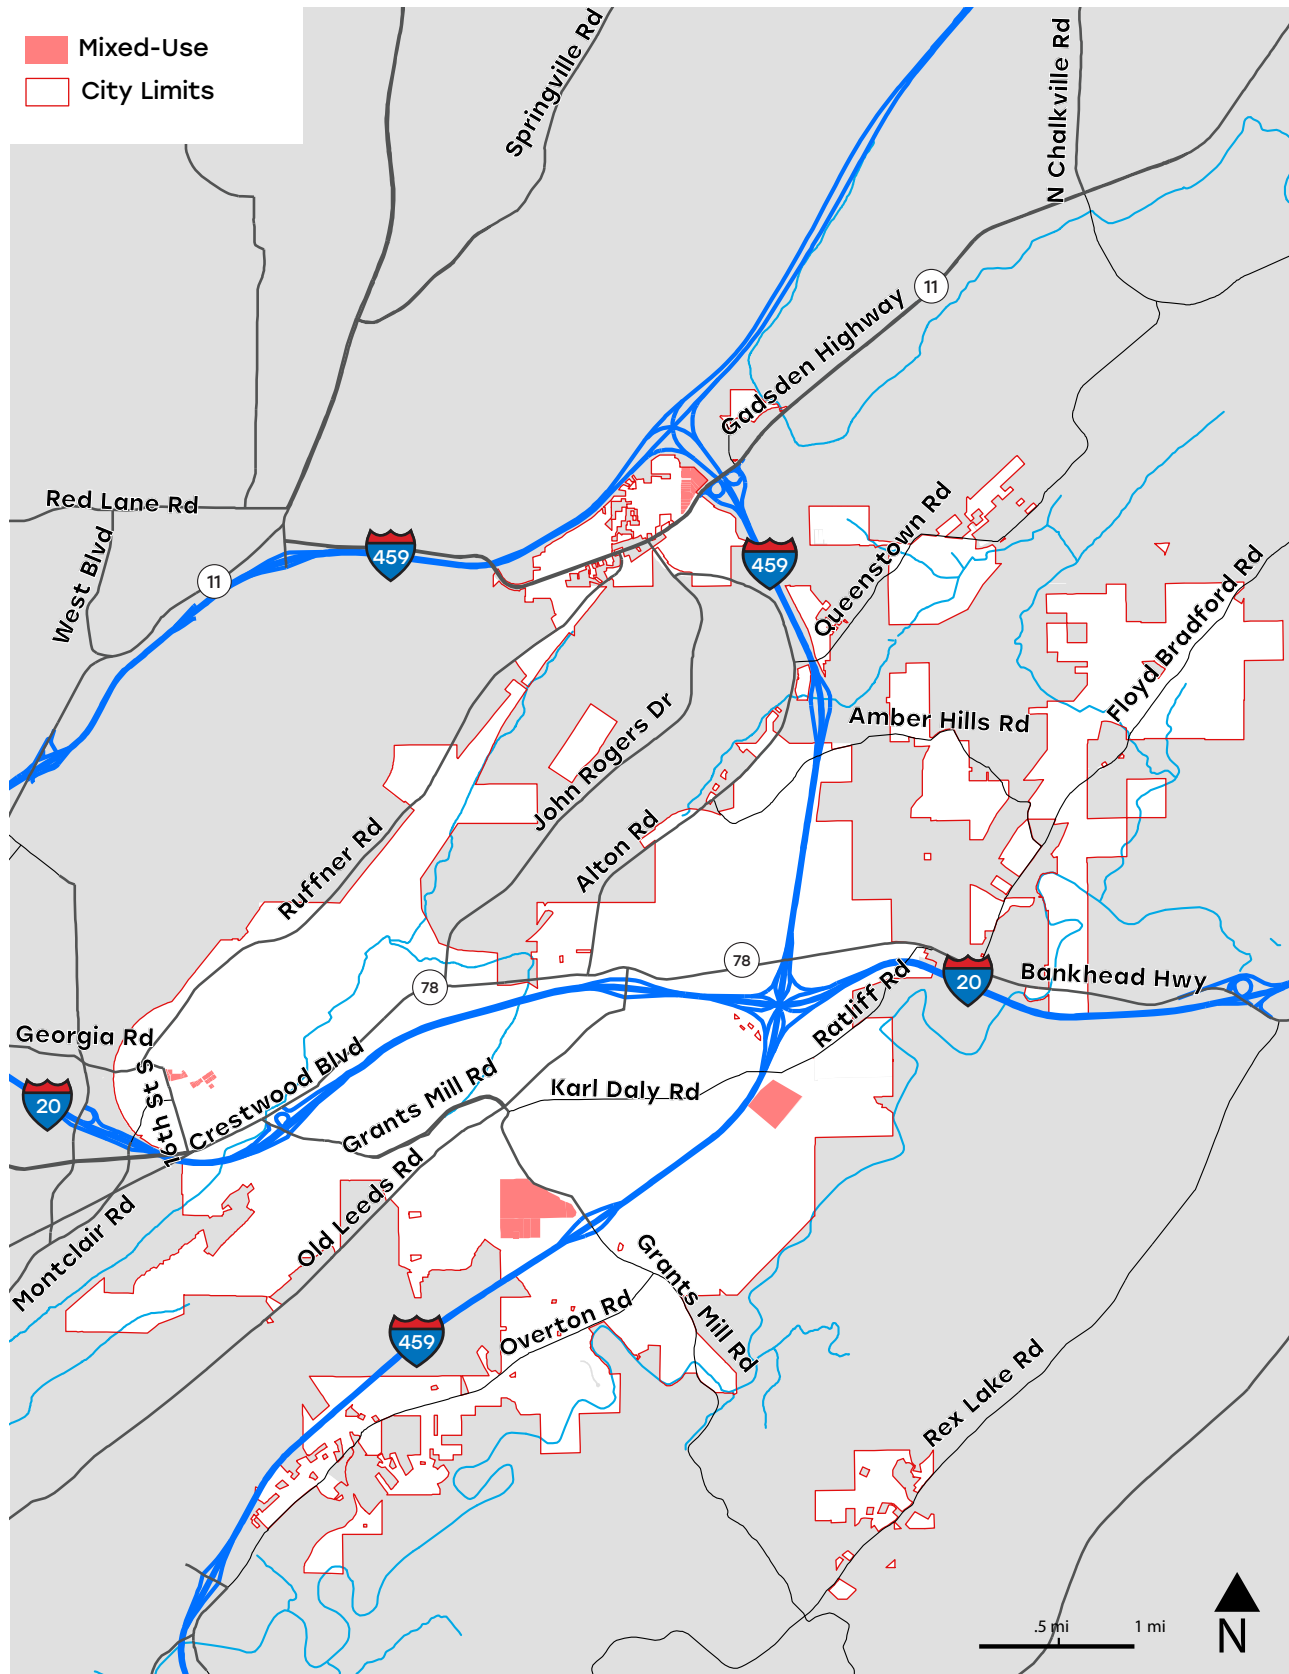 Mixed-Use
City Limits
Springville Rd
N Chalkville Rd
11
Gadsden Highway
Red Lane Rd
West Blvd
459
11
459
Queenstown Rd
Floyd Bradford Rd
Amber Hills Rd
John Rogers Dr
Alton Rd
Ruffner Rd
78
78
20
Bankhead Hwy
Ratliff Rd
Georgia Rd
20
16th St S
Crestwood Blvd
Grants Mill Rd
Karl Daly Rd
Old Leeds Rd
Montclair Rd
Grants Mill Rd
Overton Rd
459
Rex Lake Rd
.5 mi
1 mi
N